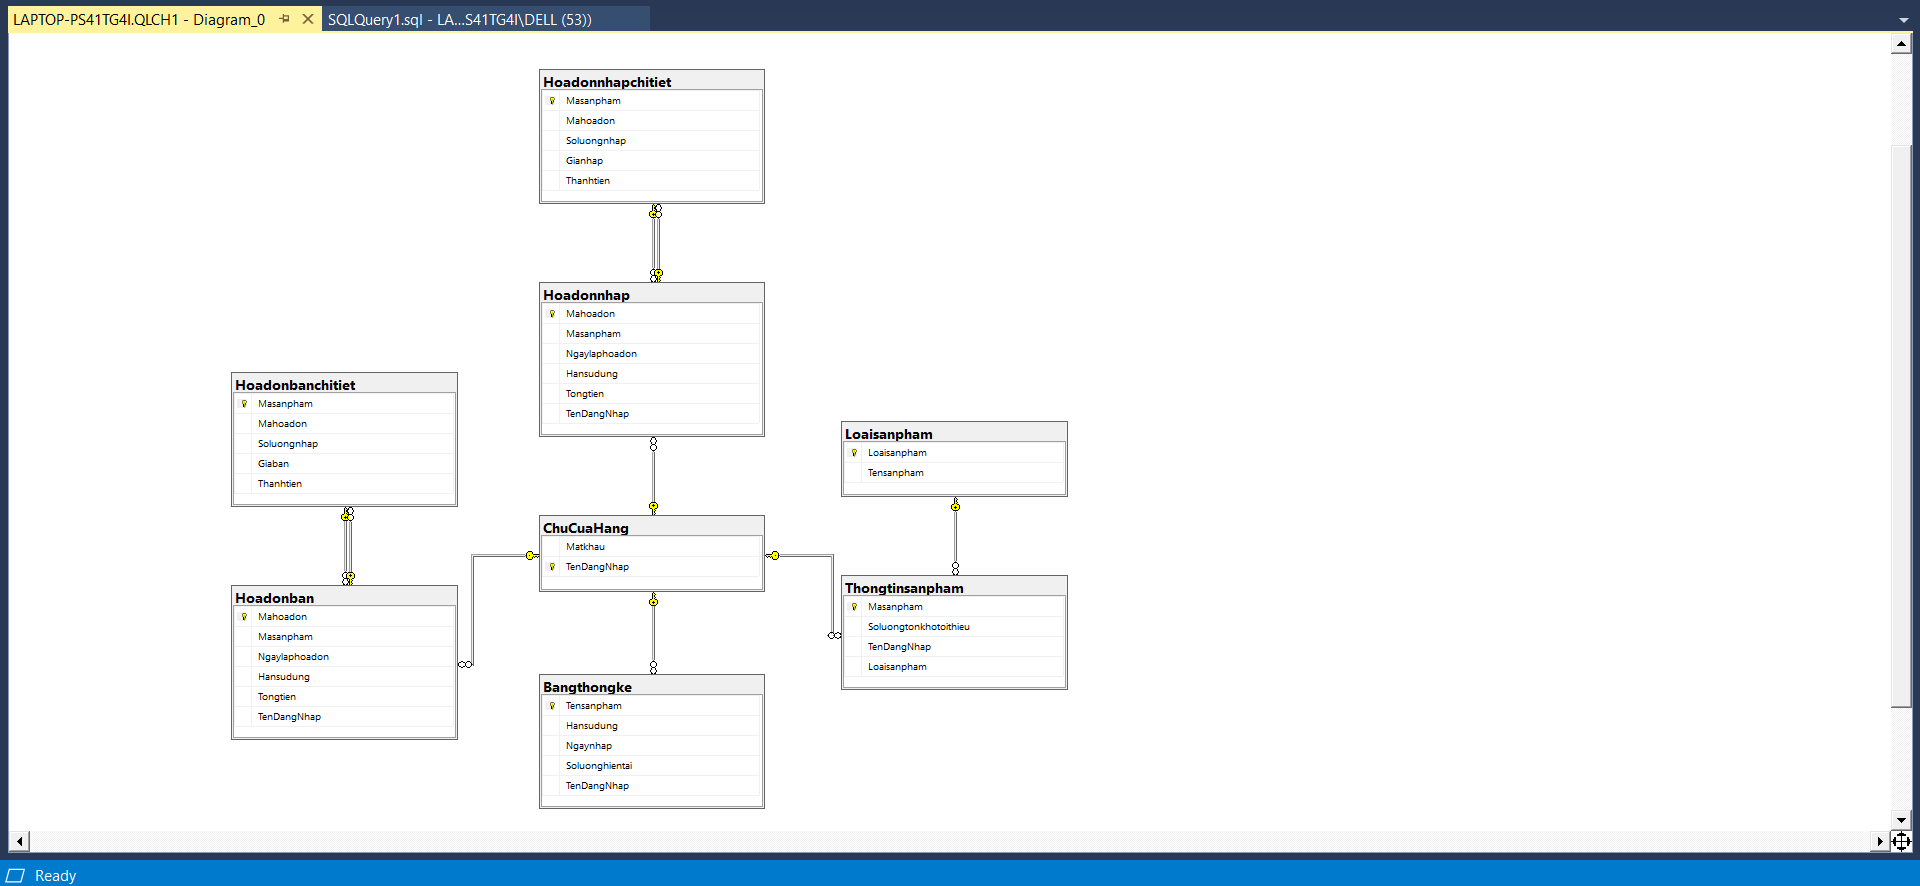 LAPTOP-PS41TG4I.QLCH1 - Diagram_0
SQLQuery1.sql - LA...S41TG4I\DELL (53))
Hoadonnhapchitiet
Masanpham
Mahoadon
Soluongnhap
Gianhap
Thanhtien
Hoadonnhap
Mahoadon
Masanpham
Ngaylaphoadon
Hansudung
Tongtien
TenDangNhap
Hoadonbanchitiet
Masanpham
Mahoadon
Soluongnhap
Giaban
Thanhtien
Loaisanpham
Loaisanpham
Tensanpham
ChuCuaHang
Matkhau
TenDangNhap
Thongtinsanpham
Masanpham
Soluongtonkhotoithieu
TenDangNhap
Loaisanpham
Hoadonban
Mahoadon
Masanpham
Ngaylaphoadon
Hansudung
Tongtien
TenDangNhap
Bangthongke
Tensanpham
Hansudung
Ngaynhap
Soluonghientai
TenDangNhap
Ready